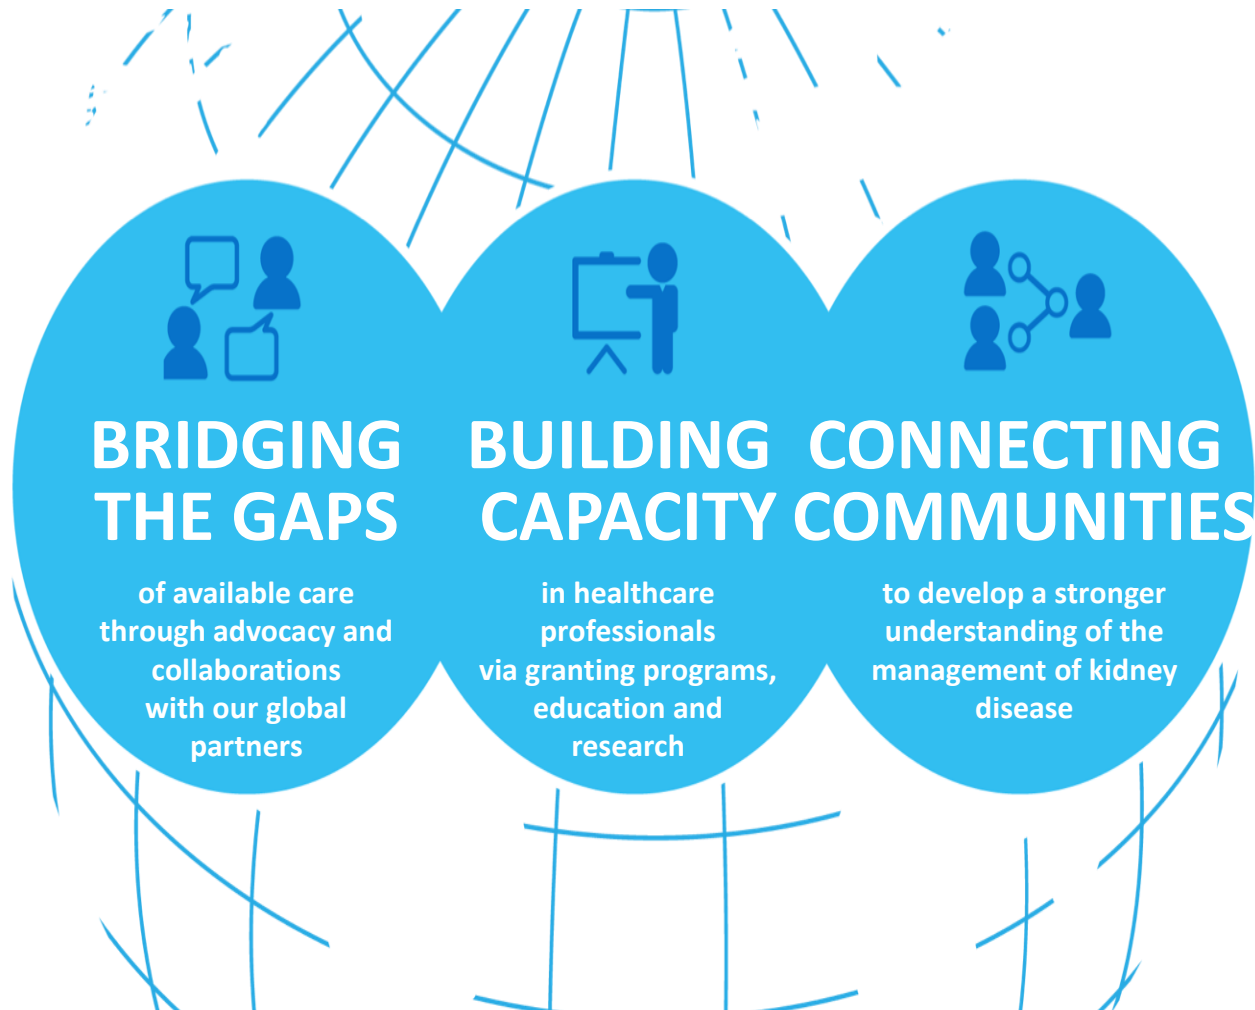 BRIDGING
THE GAPS
of available care
through advocacy and
collaborations
with our global
partners
BUILDING
CAPACITY
in healthcare
professionals
via granting programs,
education and
research
CONNECTING
COMMUNITIES
to develop a stronger
understanding of the
management of kidney
disease